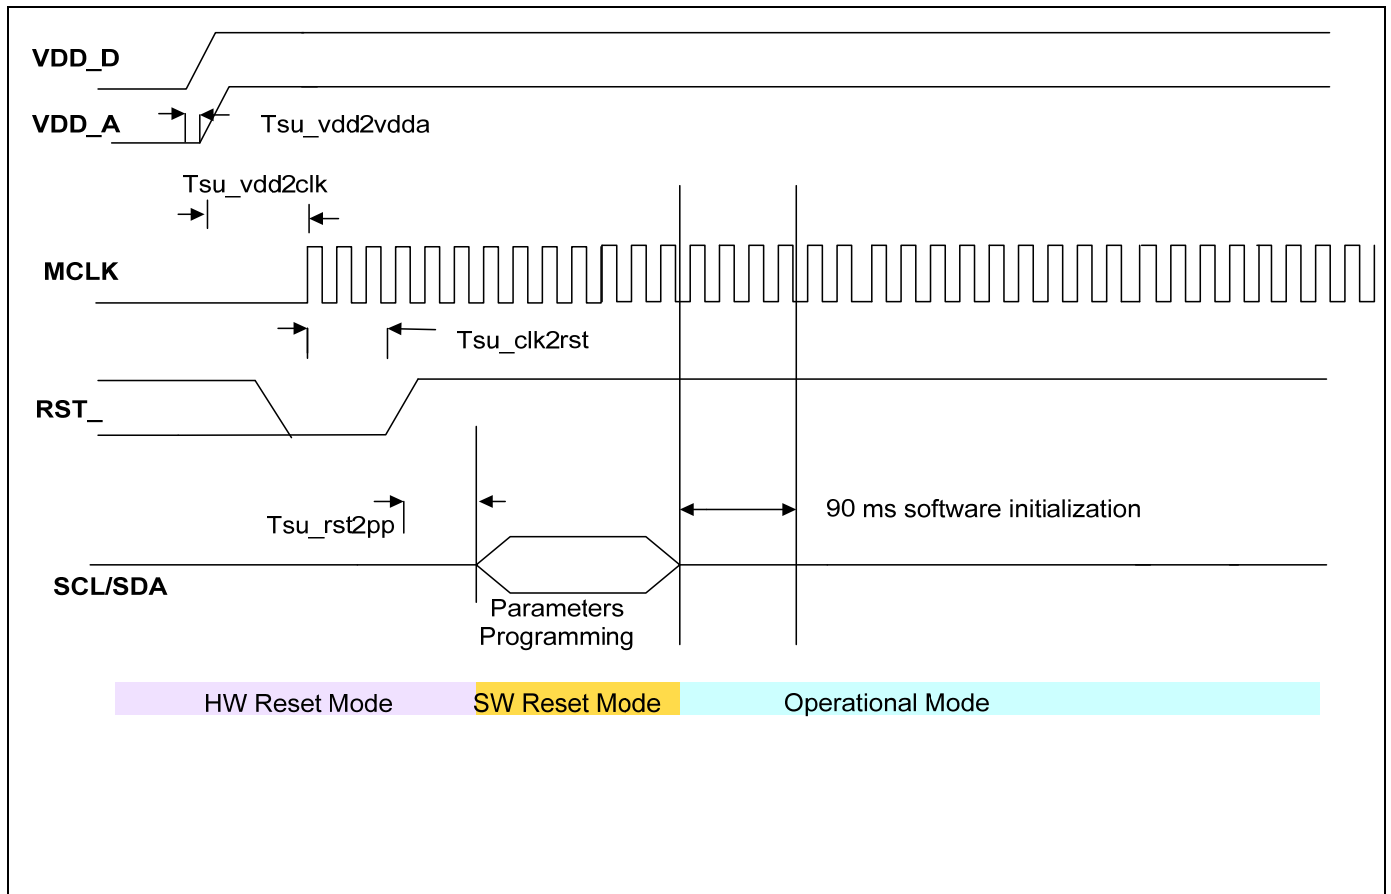 VDD_D
VDD_A
Tsu_vdd2vdda
Tsu_vdd2clk
MCLK
Tsu_clk2rst
RST_
Tsu_rst2pp
90 ms software initialization
SCL/SDA
Parameters
Programming
HW Reset Mode
SW Reset Mode
Operational Mode